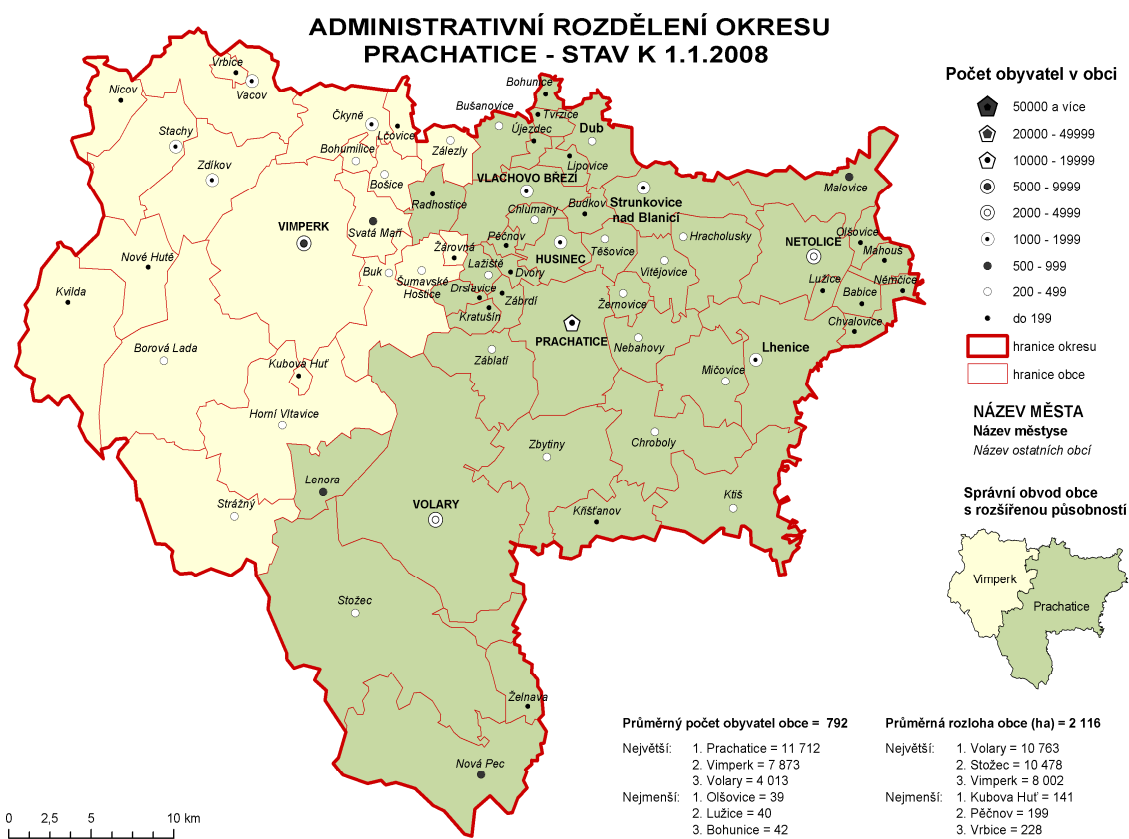 ADMINISTRATIVNÍ ROZDĚLENÍ OKRESU
PRACHATICE - STAV K 1.1.2008
Vrbice
Nicov
Vacov
Bohunice
Bušanovice
Tvrzice
Čkyně
Lčovice
Újezdec
Dub
Stachy
Bohumilice
Zálezly
Lipovice
Zdíkov
Bošice
VLACHOVO BŘEZÍ
Malovice
Radhostice
Budkov
Strunkovice
nad Blanicí
Chlumany
VIMPERK
Svatá Maří
Pěčnov
Hracholusky
NETOLICE
Olšovice
Žárovná
HUSINEC
Těšovice
Mahouš
Nové Hutě
Lažiště
Vitějovice
Buk
Šumavské
Hoštice
Dvory
Lužice
Němčice
Kvilda
Drslavice
Zábrdí
Žernovice
Babice
Kratušín
Chvalovice
PRACHATICE
Nebahovy
Lhenice
Borová Lada
Záblatí
Kubova Huť
Mičovice
Horní Vltavice
Zbytiny
Chroboly
Lenora
Strážný
VOLARY
Křišťanov
Ktiš
Stožec
Želnava
Nová Pec
Počet obyvatel v obci
50000 a více
20000 - 49999
10000 - 19999
5000 - 9999
2000 - 4999
1000 - 1999
500 - 999
200 - 499
do 199
hranice okresu
hranice obce
NÁZEV MĚSTA
Název městyse
Název ostatních obcí
Správní obvod obce
s rozšířenou působností
Vimperk
Prachatice
Průměrný počet obyvatel obce = 792
Největší: 1. Prachatice = 11 712
2. Vimperk = 7 873
3. Volary = 4 013
Nejmenší: 1. Olšovice = 39
2. Lužice = 40
3. Bohunice = 42
Průměrná rozloha obce (ha) = 2 116
Největší: 1. Volary = 10 763
2. Stožec = 10 478
3. Vimperk = 8 002
Nejmenší: 1. Kubova Huť = 141
2. Pěčnov = 199
3. Vrbice = 228
0 2,5 5 10 km